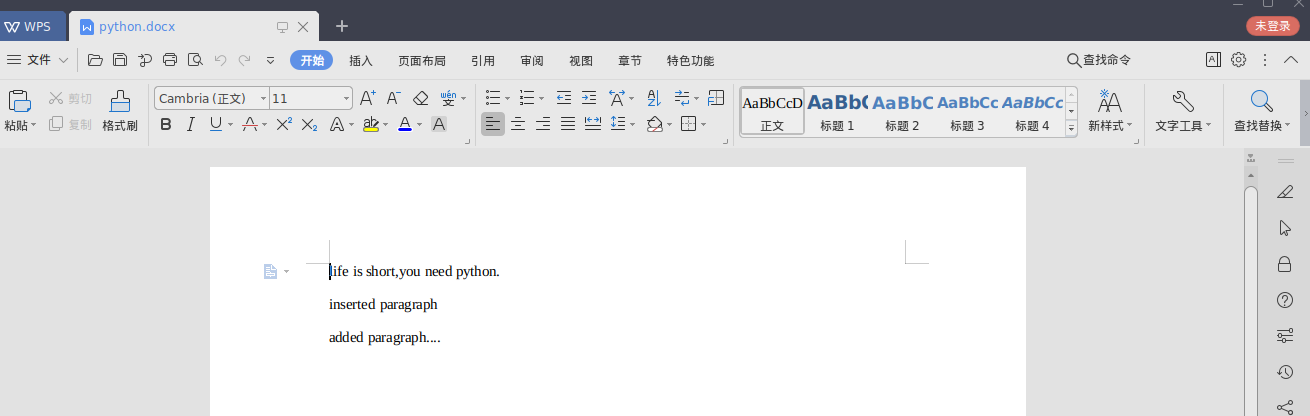 WPS
python.docx
未登录
文件
开始
插入
页面布局
引用
审阅
视图
章节
特色功能
查找命令
粘贴
剪切
复制
格式刷
Cambria (正文)
11
AaBbCcD
正文
AaBbC
标题 1
AaBbC
标题 2
AaBbCc
标题 3
AaBbCc
标题 4
新样式
文字工具
查找替换
life is short,you need python.
inserted paragraph
added paragraph....